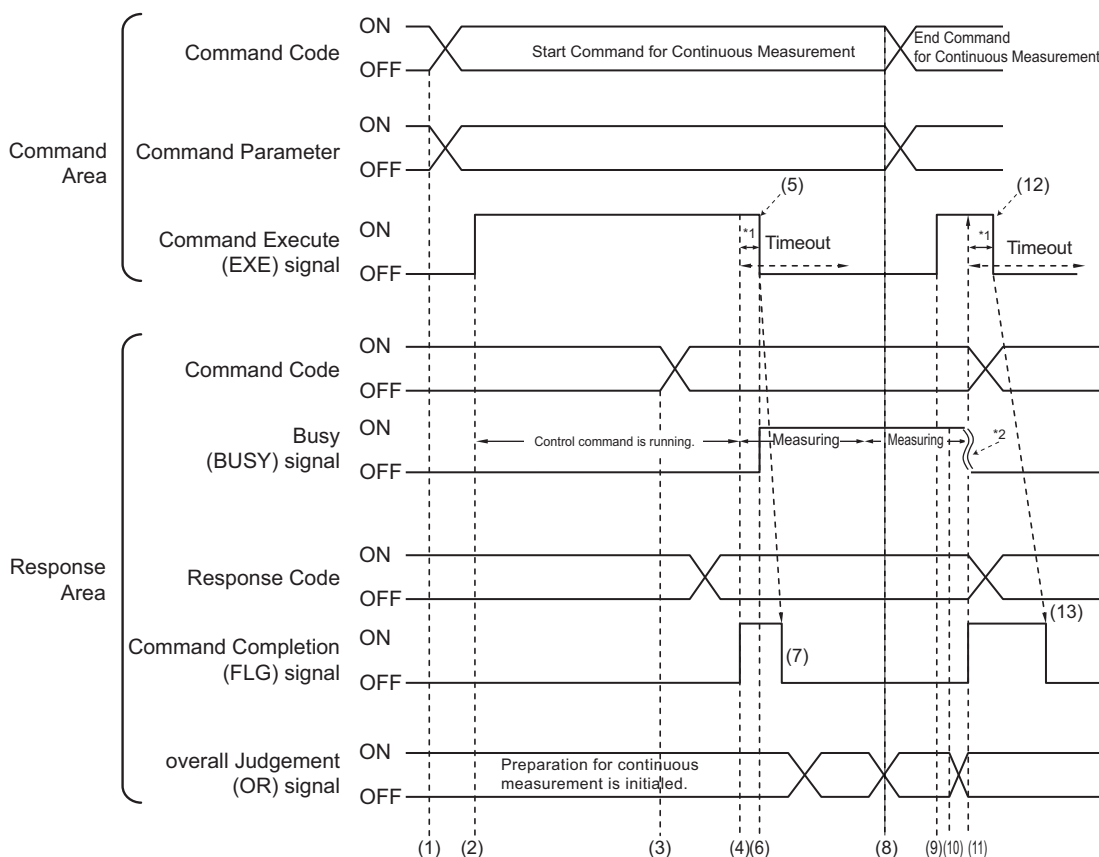 ON
Command Code
OFF
Start Command for Continuous Measurement
End Command
for Continuous Measurement
Command
Area
ON
Command Parameter
OFF
(5)
(12)
Command Execute
(EXE) signal
ON
OFF
*1
Timeout
*1
Timeout
Response
Area
ON
Command Code
OFF
Busy
(BUSY) signal
ON
OFF
Control command is running.
Measuring
Measuring
*2
ON
Response Code
OFF
Command Completion
(FLG) signal
ON
OFF
(7)
(13)
overall Judgement
(OR) signal
ON
OFF
Preparation for continuous
measurement is initialed.
(1) (2) (3) (4) (6) (8) (9) (10) (11)